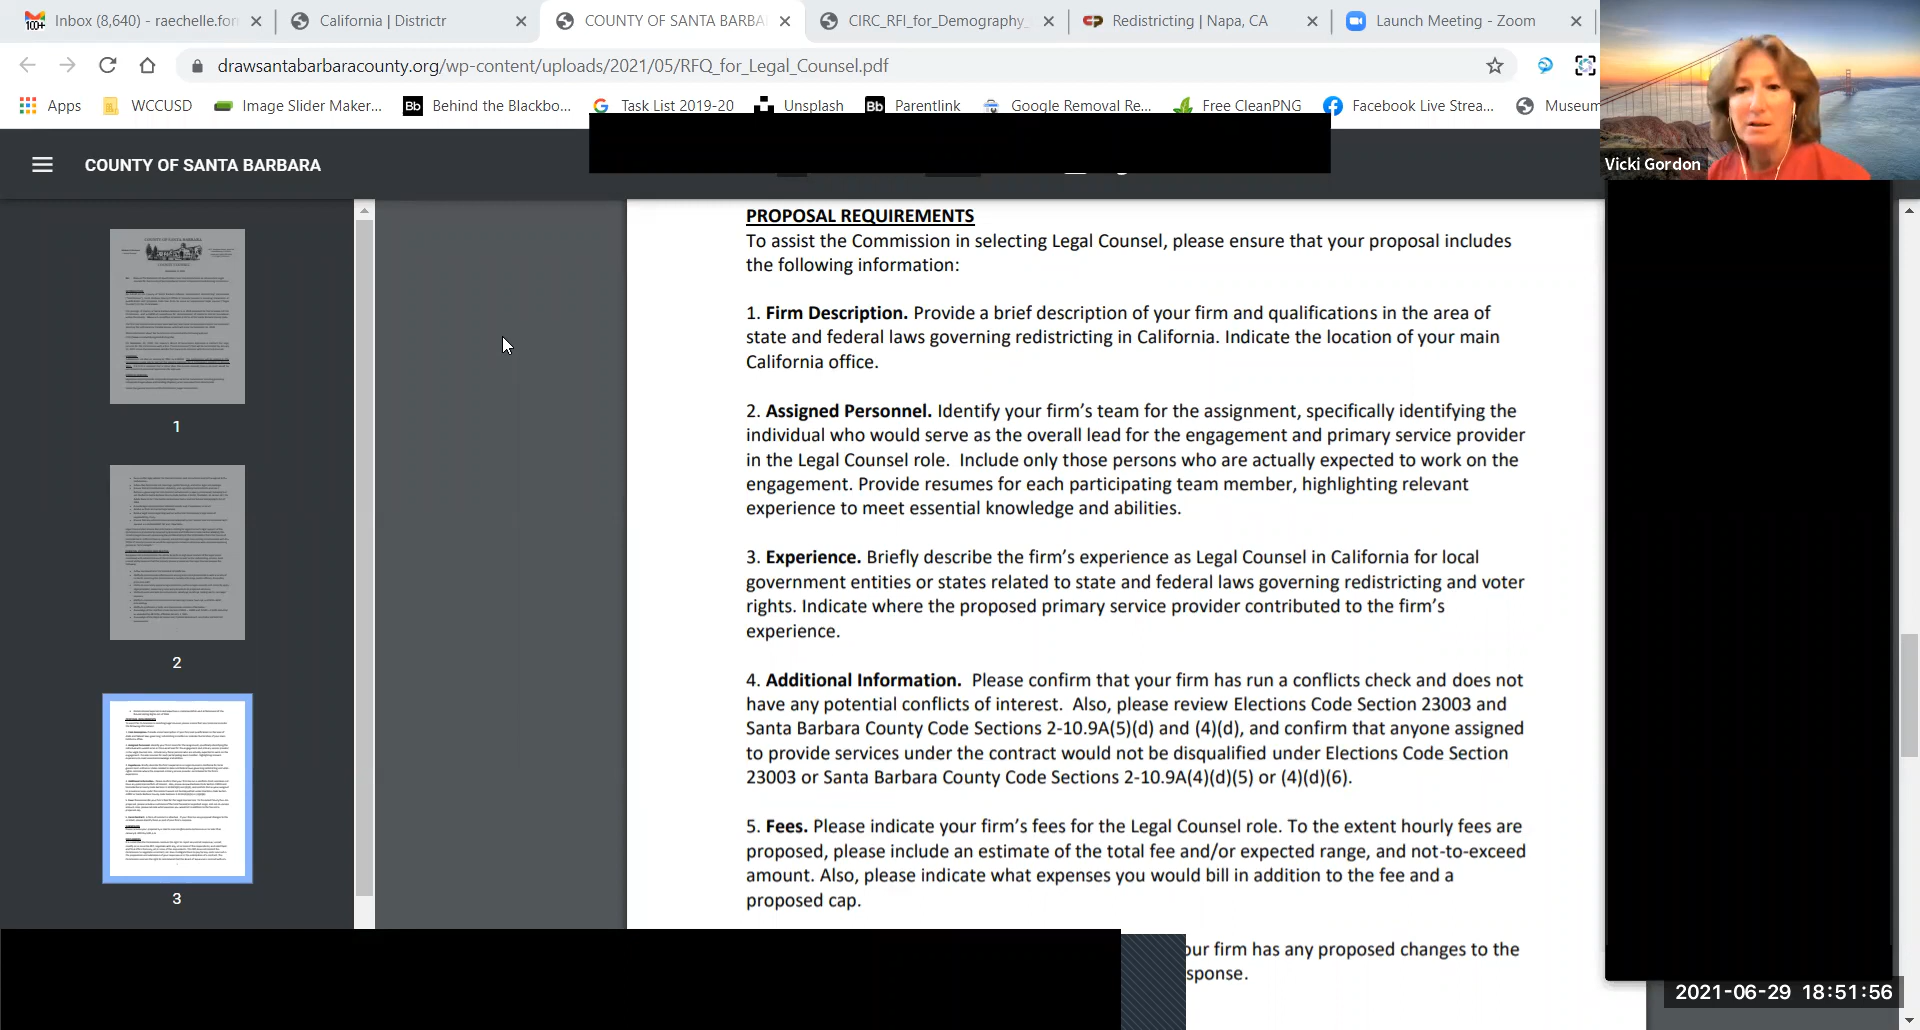 Inbox (8,640) - raechelle.for
California | Districtr
COUNTY OF SANTA BARBA
CIRC_RFI_for_Demography_
Redistricting | Napa, CA
Launch Meeting - Zoom
drawsantabarbaracounty.org/wp-content/uploads/2021/05/RFQ_for_Legal_Counsel.pdf
Apps
WCCUSD
Image Slider Maker...
Behind the Blackbo...
Task List 2019-20
Unsplash
Parentlink
Google Removal Re...
Free CleanPNG
Facebook Live Strea...
Museum
Vicki Gordon
COUNTY OF SANTA BARBARA
1
2
3
PROPOSAL REQUIREMENTS
To assist the Commission in selecting Legal Counsel, please ensure that your proposal includes
the following information:
1. Firm Description. Provide a brief description of your firm and qualifications in the area of
state and federal laws governing redistricting in California. Indicate the location of your main
California office.
2. Assigned Personnel. Identify your firm's team for the assignment, specifically identifying the
individual who would serve as the overall lead for the engagement and primary service provider
in the Legal Counsel role.  Include only those persons who are actually expected to work on the
engagement. Provide resumes for each participating team member, highlighting relevant
experience to meet essential knowledge and abilities.
3. Experience. Briefly describe the firm's experience as Legal Counsel in California for local
government entities or states related to state and federal laws governing redistricting and voter
rights. Indicate where the proposed primary service provider contributed to the firm's
experience.
4. Additional Information.  Please confirm that your firm has run a conflicts check and does not
have any potential conflicts of interest.  Also, please review Elections Code Section 23003 and
Santa Barbara County Code Sections 2-10.9A(5)(d) and (4)(d), and confirm that anyone assigned
to provide services under the contract would not be disqualified under Elections Code Section
23003 or Santa Barbara County Code Sections 2-10.9A(4)(d)(5) or (4)(d)(6).
5. Fees. Please indicate your firm's fees for the Legal Counsel role. To the extent hourly fees are
proposed, please include an estimate of the total fee and/or expected range, and not-to-exceed
amount. Also, please indicate what expenses you would bill in addition to the fee and a
proposed cap.
our firm has any proposed changes to the
sponse.
2021-06-29 18:51:56